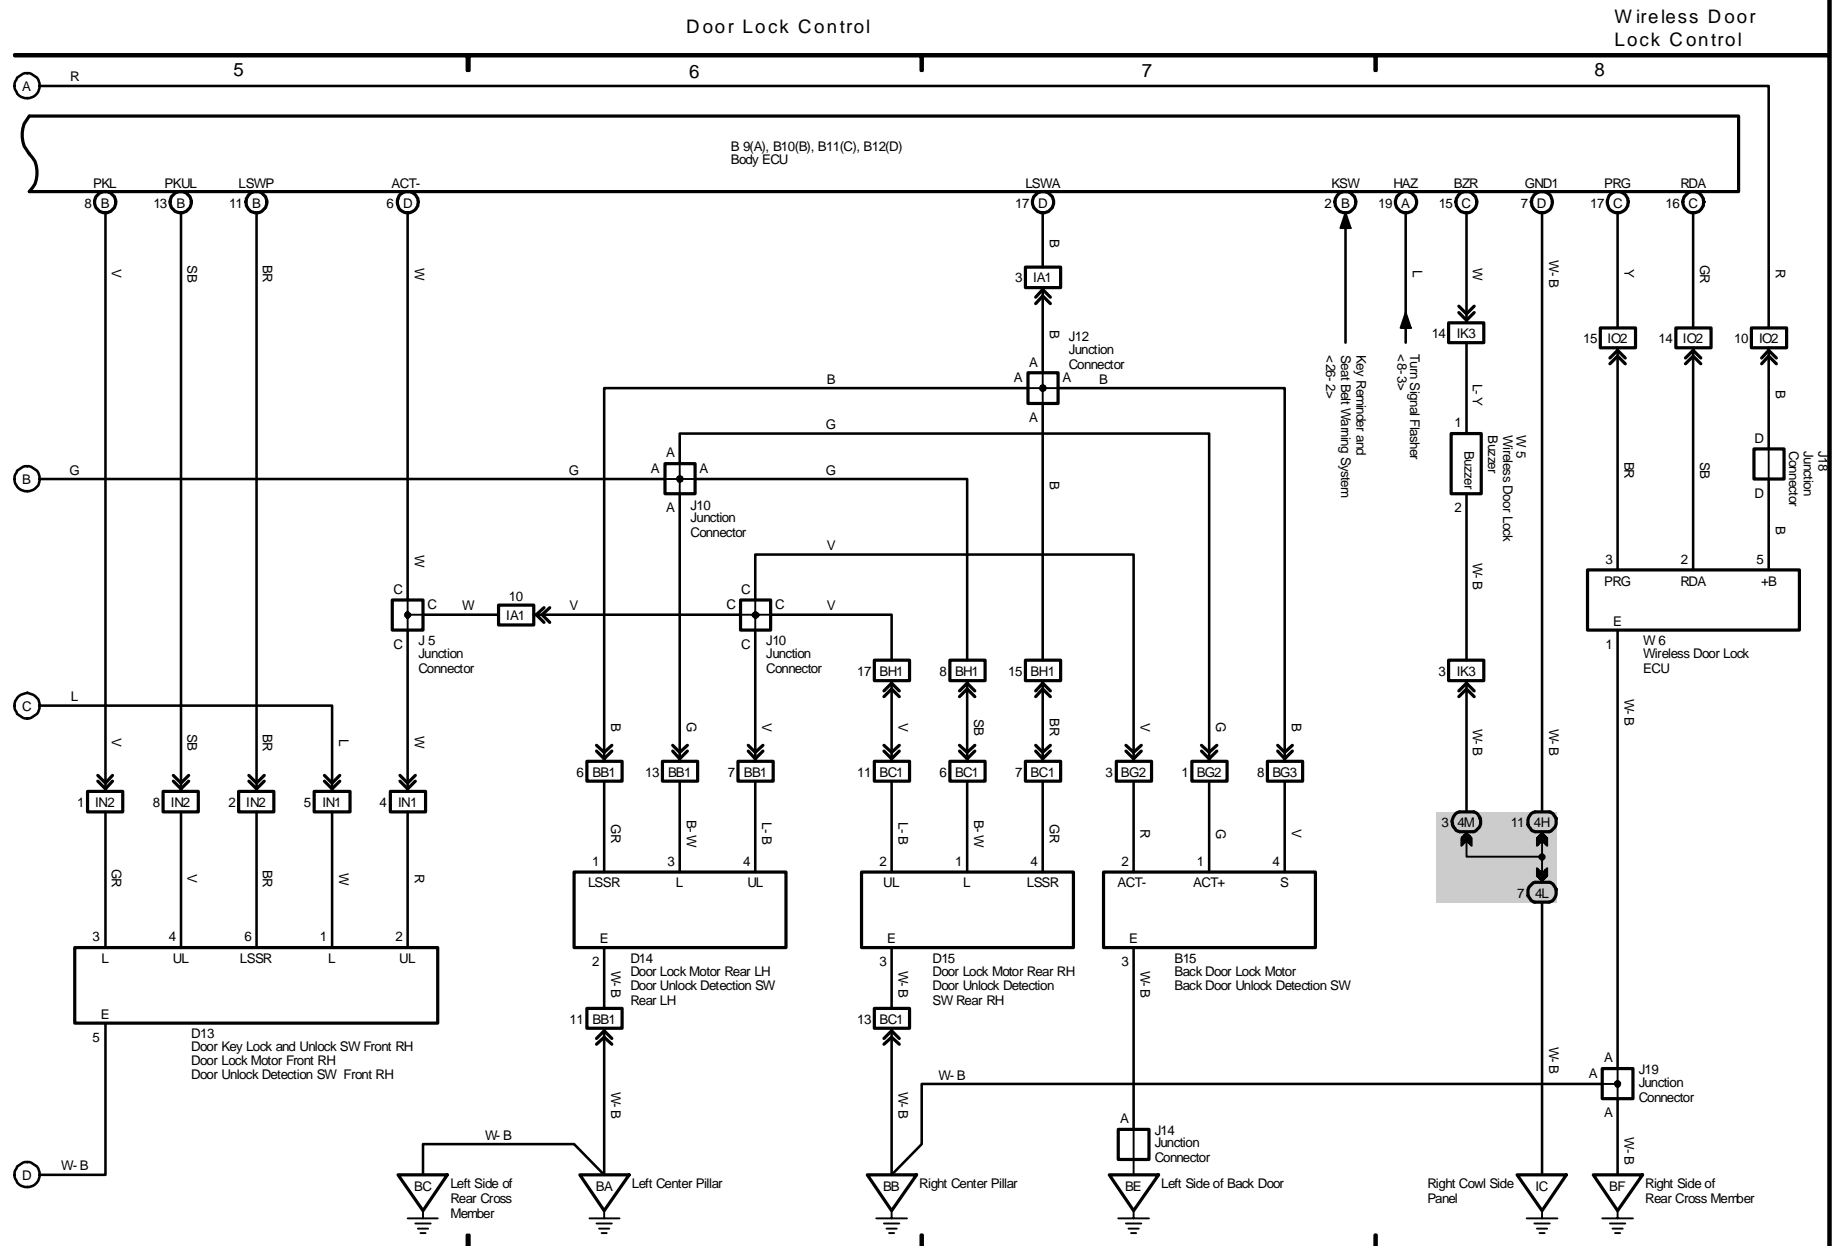 Door Lock Control
Wireless Door
Lock Control
5
6
7
8
A
R
B 9(A), B10(B), B11(C), B12(D)
Body ECU
PKL
PKUL
LSWP
ACT-
LSWA
KSW
HAZ
BZR
GND1
PRG
RDA
8 B
13 B
11 B
6 D
17 D
2 B
19 A
15 C
7 D
17 C
16 C
V
SB
BR
W
B
L
W
W-B
Y
GR
R
3 IA1
14 IK3
15 IO2
14 IO2
10 IO2
B
J12
Junction
Connector
A
A
A
A
B
B
Key Reminder and
Seat Belt Warning System
<26-2>
Turn Signal Flasher
<8-3>
L-Y
B
1
Buzzer
2
W 5
Wireless Door Lock
Buzzer
G
A
A
A
A
J10
Junction
Connector
B
G
G
G
B
BR
SB
D
D
J18
Junction
Connector
B
V
W
W-B
3
2
5
PRG
RDA
+B
E
1
W 6
Wireless Door Lock
ECU
C
C
C
W
10
IA1
V
C
C
C
C
V
J 5
Junction
Connector
J10
Junction
Connector
17 BH1
8 BH1
15 BH1
3 IK3
C
L
V
SB
BR
L
W
B
G
V
V
SB
BR
V
G
B
W-B
W-B
W-B
1 IN2
8 IN2
2 IN2
5 IN1
4 IN1
6 BB1
13 BB1
7 BB1
11 BC1
6 BC1
7 BC1
3 BG2
1 BG2
8 BG3
3 4M
11 4H
7 4L
GR
V
BR
W
R
GR
B-W
L-B
L-B
B-W
GR
R
G
V
1
3
4
2
1
4
2
1
4
LSSR
L
UL
UL
L
LSSR
ACT-
ACT+
S
E
E
E
3
4
6
1
2
L
UL
LSSR
L
UL
E
5
D13
Door Key Lock and Unlock SW Front RH
Door Lock Motor Front RH
Door Unlock Detection SW Front RH
2
D14
Door Lock Motor Rear LH
Door Unlock Detection SW
Rear LH
3
D15
Door Lock Motor Rear RH
Door Unlock Detection
SW Rear RH
3
B15
Back Door Lock Motor
Back Door Unlock Detection SW
W-B
W-B
W-B
11 BB1
13 BC1
W-B
W-B
W-B
W-B
A
A
A
J19
Junction
Connector
A
J14
Junction
Connector
W-B
W-B
D
W-B
BC
Left Side of
Rear Cross
Member
BA
Left Center Pillar
BB
Right Center Pillar
BE
Left Side of Back Door
Right Cowl Side
Panel
IC
BF
Right Side of
Rear Cross Member